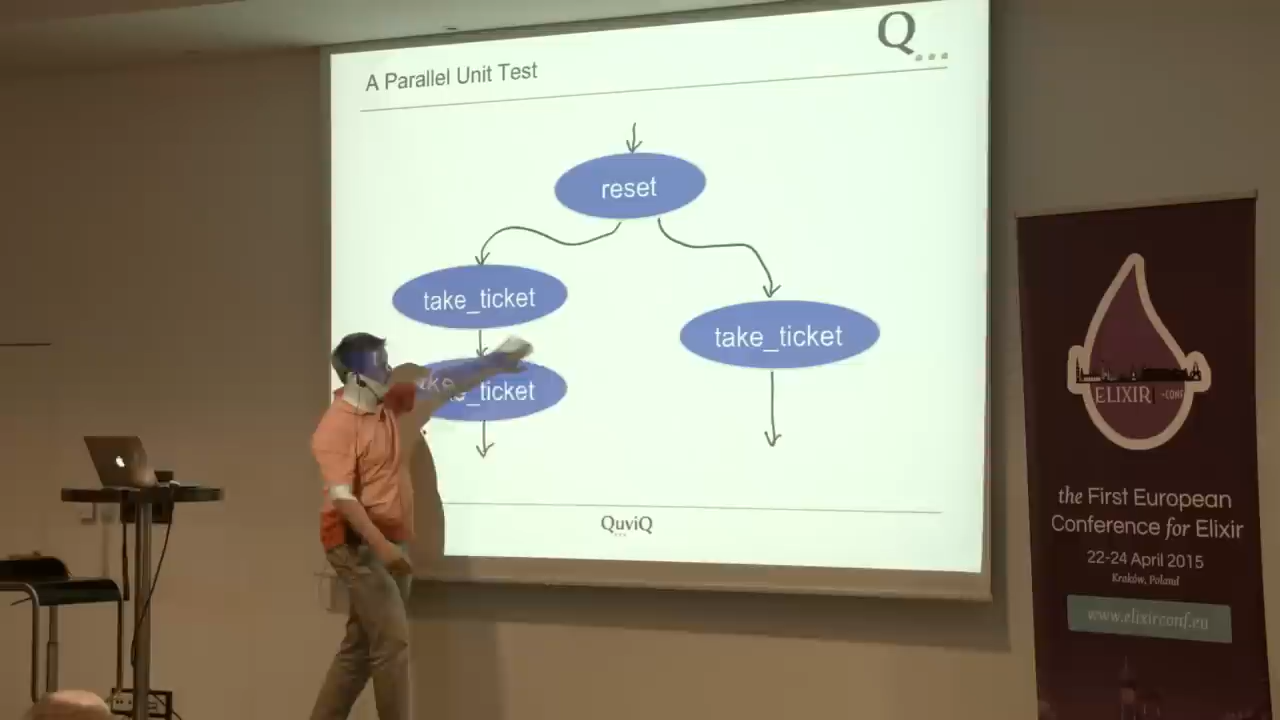 Q...
A Parallel Unit Test
reset
take_ticket
take_ticket
take_ticket
QuviQ
ELIXIR -CONF
the First European
Conference for Elixir
22-24 April 2015
Kraków, Poland
www.elixirconf.eu